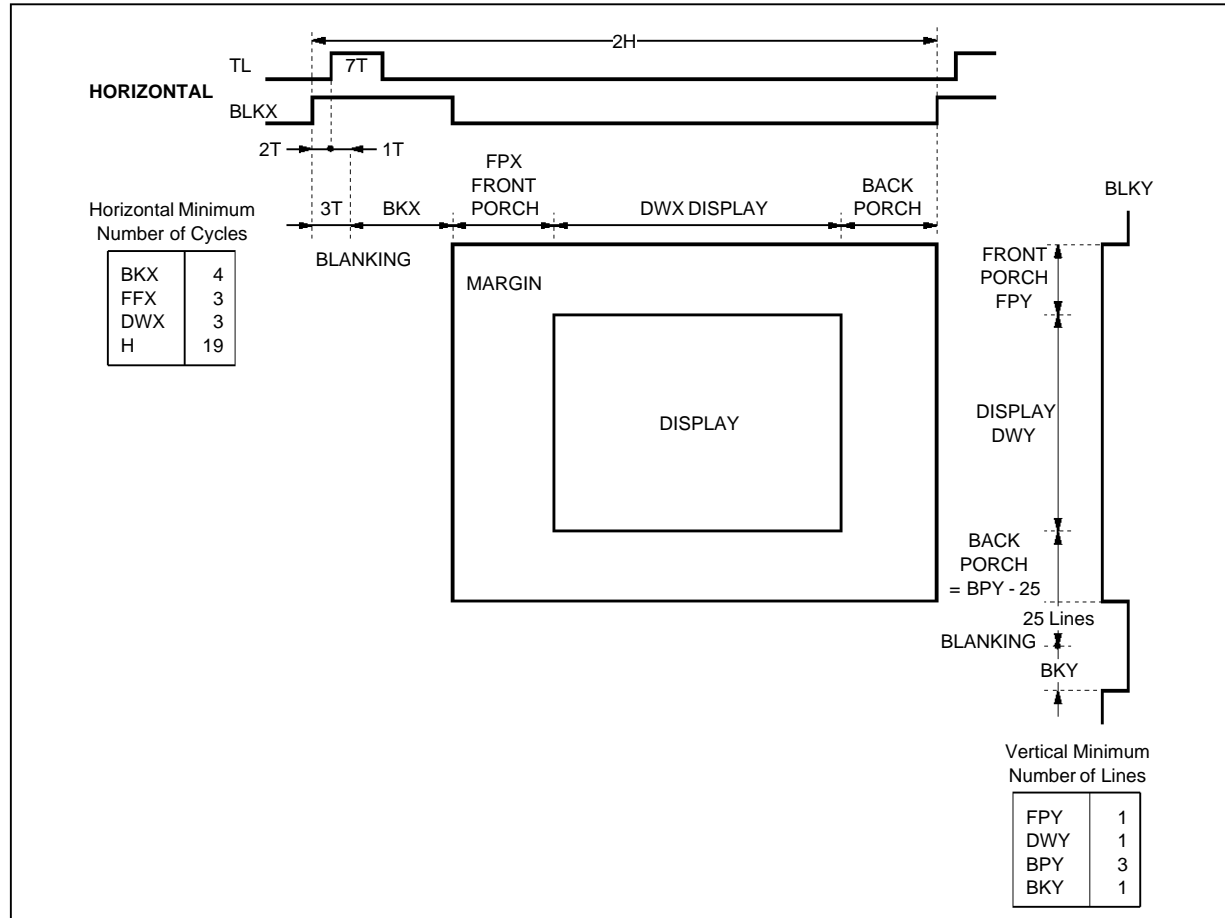 2H
TL
7T
HORIZONTAL
BLKX
2T
1T
FPX
FRONT
PORCH
BACK
PORCH
3T
BKX
DWX DISPLAY
BLKY
BLANKING
Horizontal Minimum
Number of Cycles
BKX 4
FFX 3
DWX 3
H 19
MARGIN
DISPLAY
FRONT
PORCH
FPY
DISPLAY
DWY
BACK
PORCH
= BPY - 25
25 Lines
BLANKING
BKY
Vertical Minimum
Number of Lines
FPY 1
DWY 1
BPY 3
BKY 1